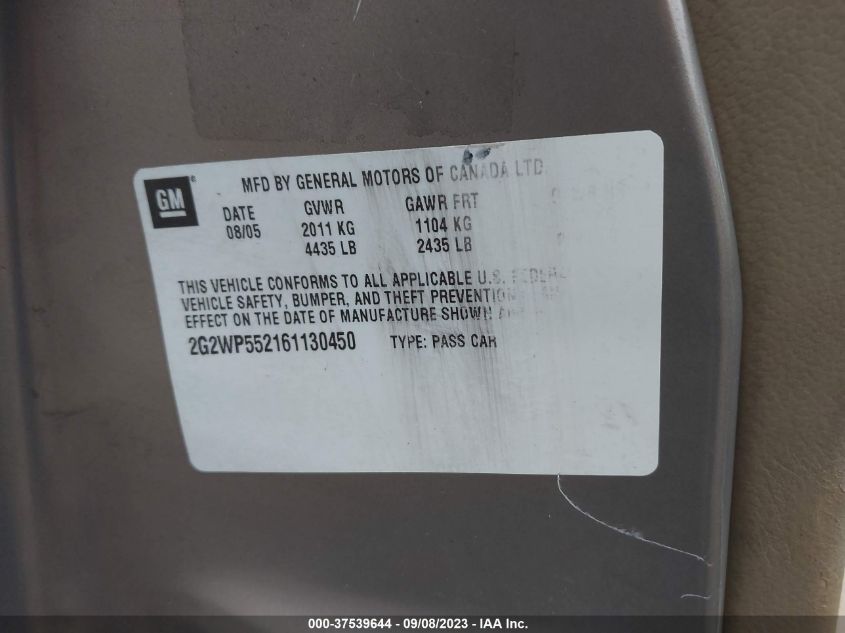 GM ®
MFD BY GENERAL MOTORS OF CANADA LTD
DATE GVWR GAWR FRT
08/05 2011 KG 1104 KG
4435 LB 2435 LB
THIS VEHICLE CONFORMS TO ALL APPLICABLE U.S.
VEHICLE SAFETY, BUMPER, AND THEFT PREVENTION
EFFECT ON THE DATE OF MANUFACTURE SHOWN
2G2WP552161130450 TYPE: PASS CAR
000-37539644 - 09/08/2023 - IAA Inc.